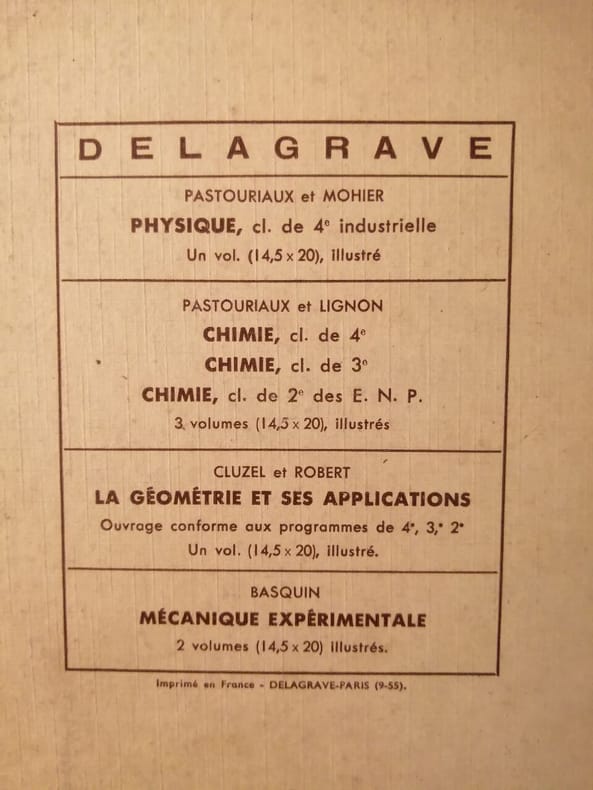 DELAGRAVE
PASTOURIAUX et MOHIER
PHYSIQUE, cl. de 4e industrielle
Un vol. (14,5 x 20), illustré
PASTOURIAUX et LIGNON
CHIMIE, cl. de 4e
CHIMIE, cl. de 3e
CHIMIE, cl. de 2e des E. N. P.
3 volumes (14,5 x 20), illustrés
CLUZEL et ROBERT
LA GÉOMÉTRIE ET SES APPLICATIONS
Ouvrage conforme aux programmes de 4e, 3,e 2e
Un vol. (14,5 x 20), illustré.
BASQUIN
MÉCANIQUE EXPÉRIMENTALE
2 volumes (14,5 x 20) illustrés.
Imprimé en France - DELAGRAVE-PARIS (9-55).